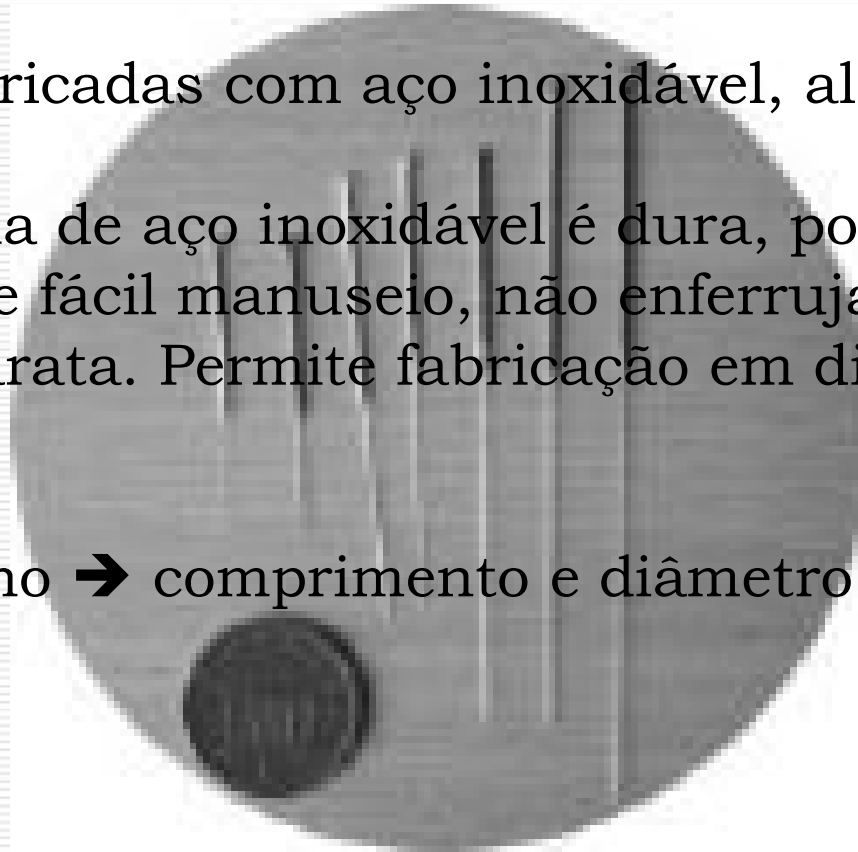 ricadas com aço inoxidável, al
a de aço inoxidável é dura, po
e fácil manuseio, não enferruja
rata. Permite fabricação em di
no ➔ comprimento e diâmetro